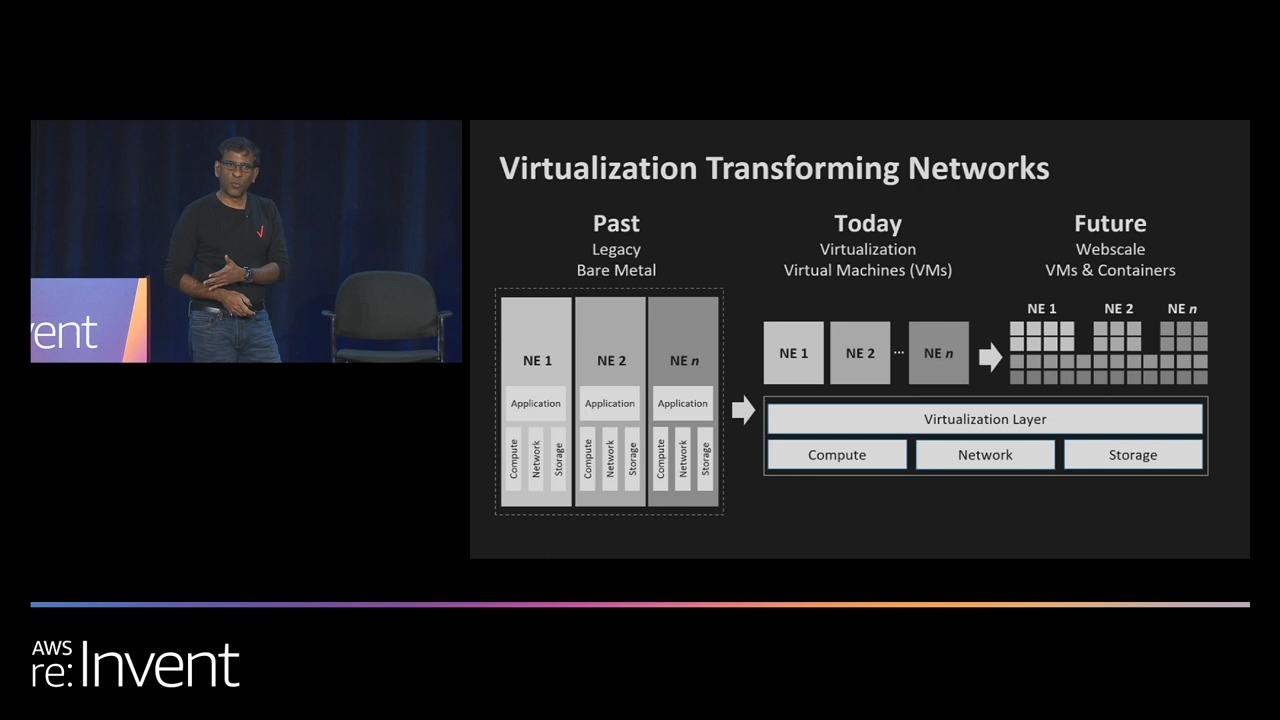 Virtualization Transforming Networks
Past
Legacy
Bare Metal
Today
Virtualization
Virtual Machines (VMs)
Future
Webscale
VMs & Containers
NE 1
NE 2
NE n
Application
Application
Application
Compute
Network
Storage
Compute
Network
Storage
Compute
Network
Storage
NE 1
NE 2
...
NE n
NE 1
NE 2
NE n
Virtualization Layer
Compute
Network
Storage
vent
AWS
re:Invent